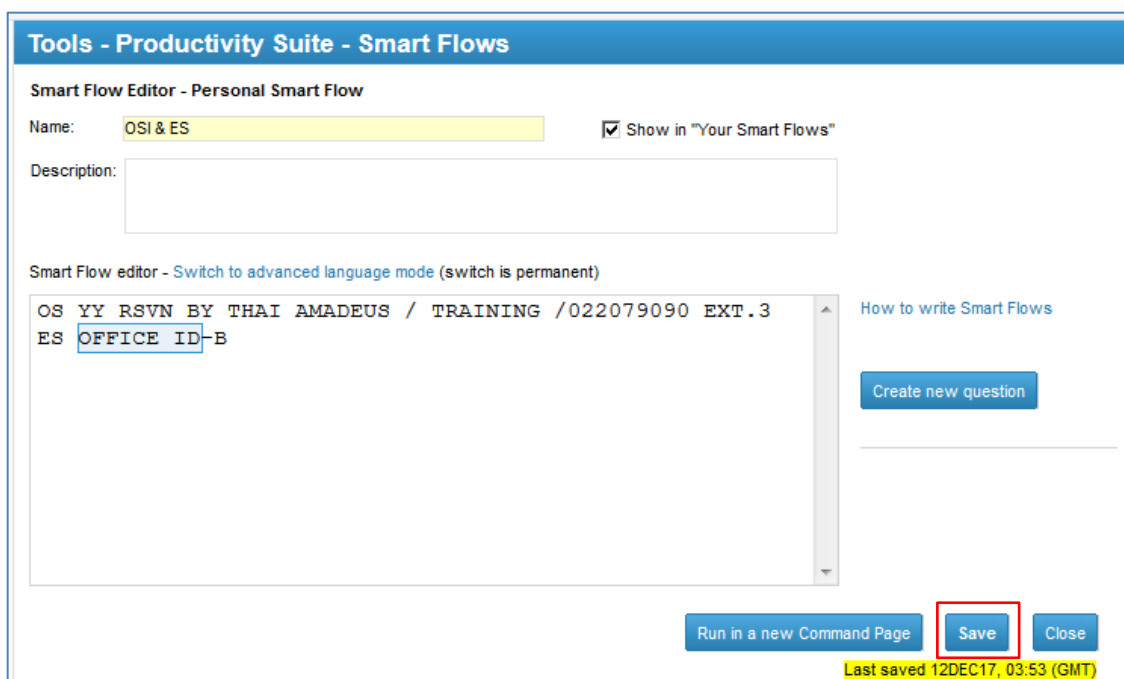 Tools - Productivity Suite - Smart Flows
Smart Flow Editor - Personal Smart Flow
Name: OSI & ES Show in "Your Smart Flows"
Description:
Smart Flow editor - Switch to advanced language mode (switch is permanent)
OS YY RSVN BY THAI AMADEUS / TRAINING /022079090 EXT.3
ES OFFICE ID-B
How to write Smart Flows
Create new question
Run in a new Command Page Save Close
Last saved 12DEC17, 03:53 (GMT)